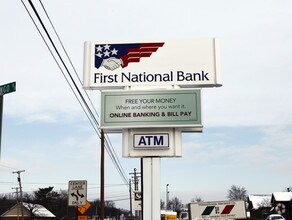 First National Bank
FREE YOUR MONEY
When and where you want it.
ONLINE BANKING & BILL PAY
ATM